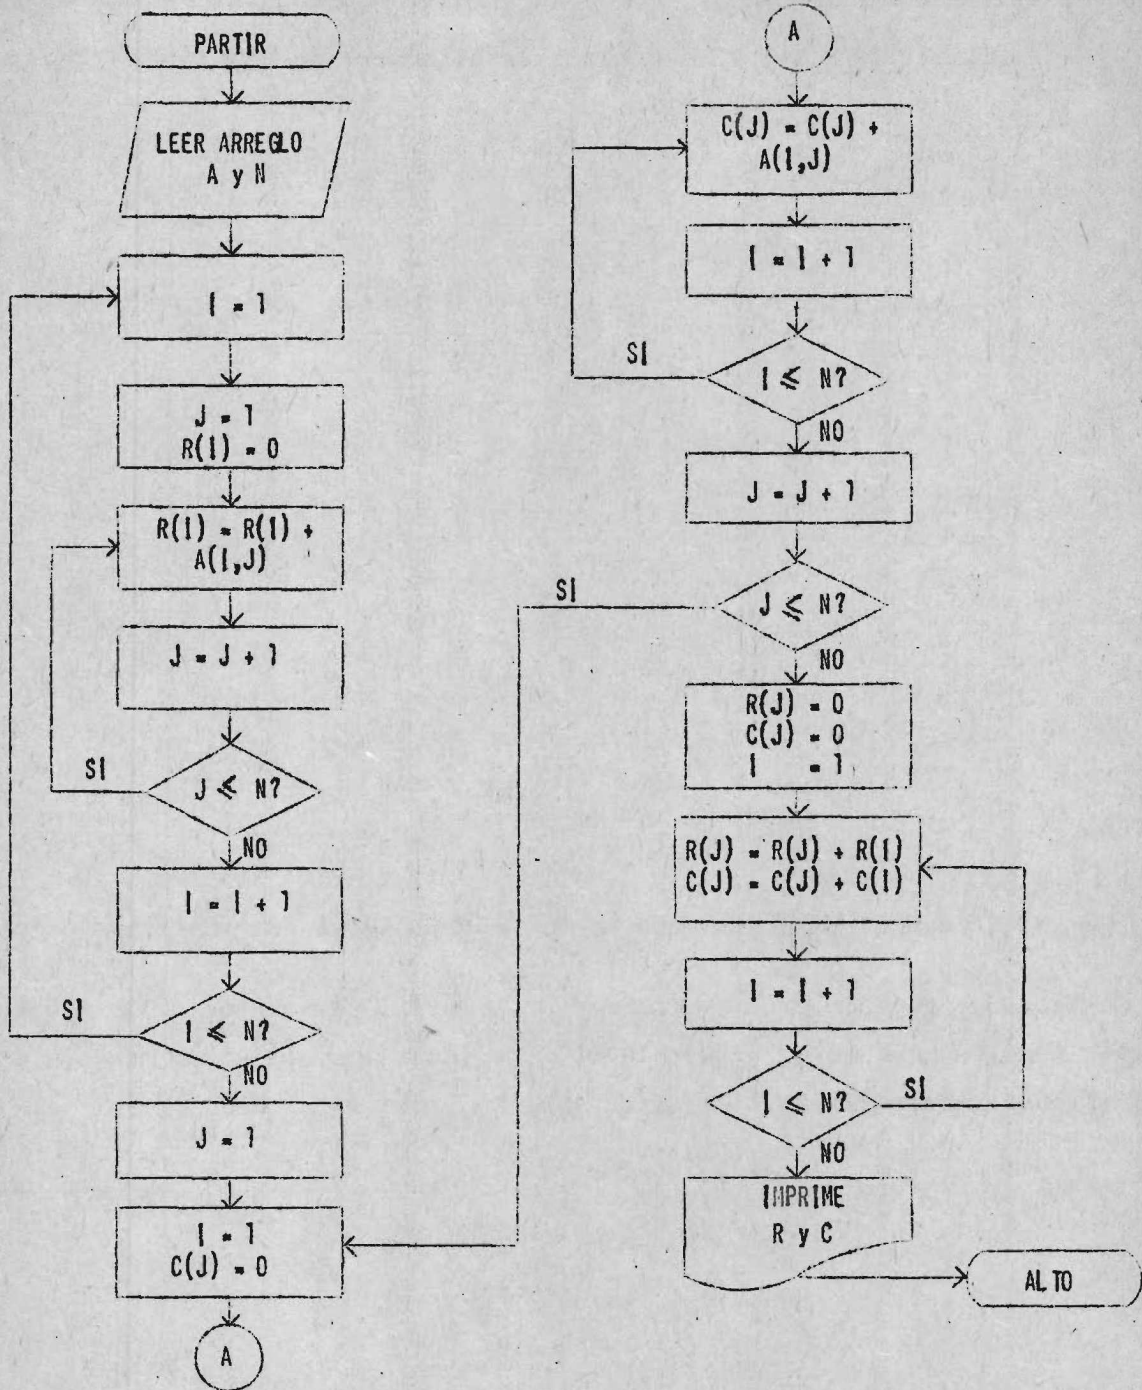 PARTIR
LEER ARREGLO
A y N
I = 1
J = 1
R(I) = 0
R(I) = R(I) +
A(I,J)
J = J + 1
J ≤ N?
SI
NO
I = I + 1
I ≤ N?
SI
NO
J = 1
I = 1
C(J) = 0
A
A
C(J) = C(J) +
A(I,J)
I = I + 1
I ≤ N?
SI
NO
J = J + 1
J ≤ N?
SI
NO
R(J) = 0
C(J) = 0
I = 1
R(J) = R(J) + R(I)
C(J) = C(J) + C(I)
I = I + 1
I ≤ N?
SI
NO
IMPRIME
R y C
ALTO